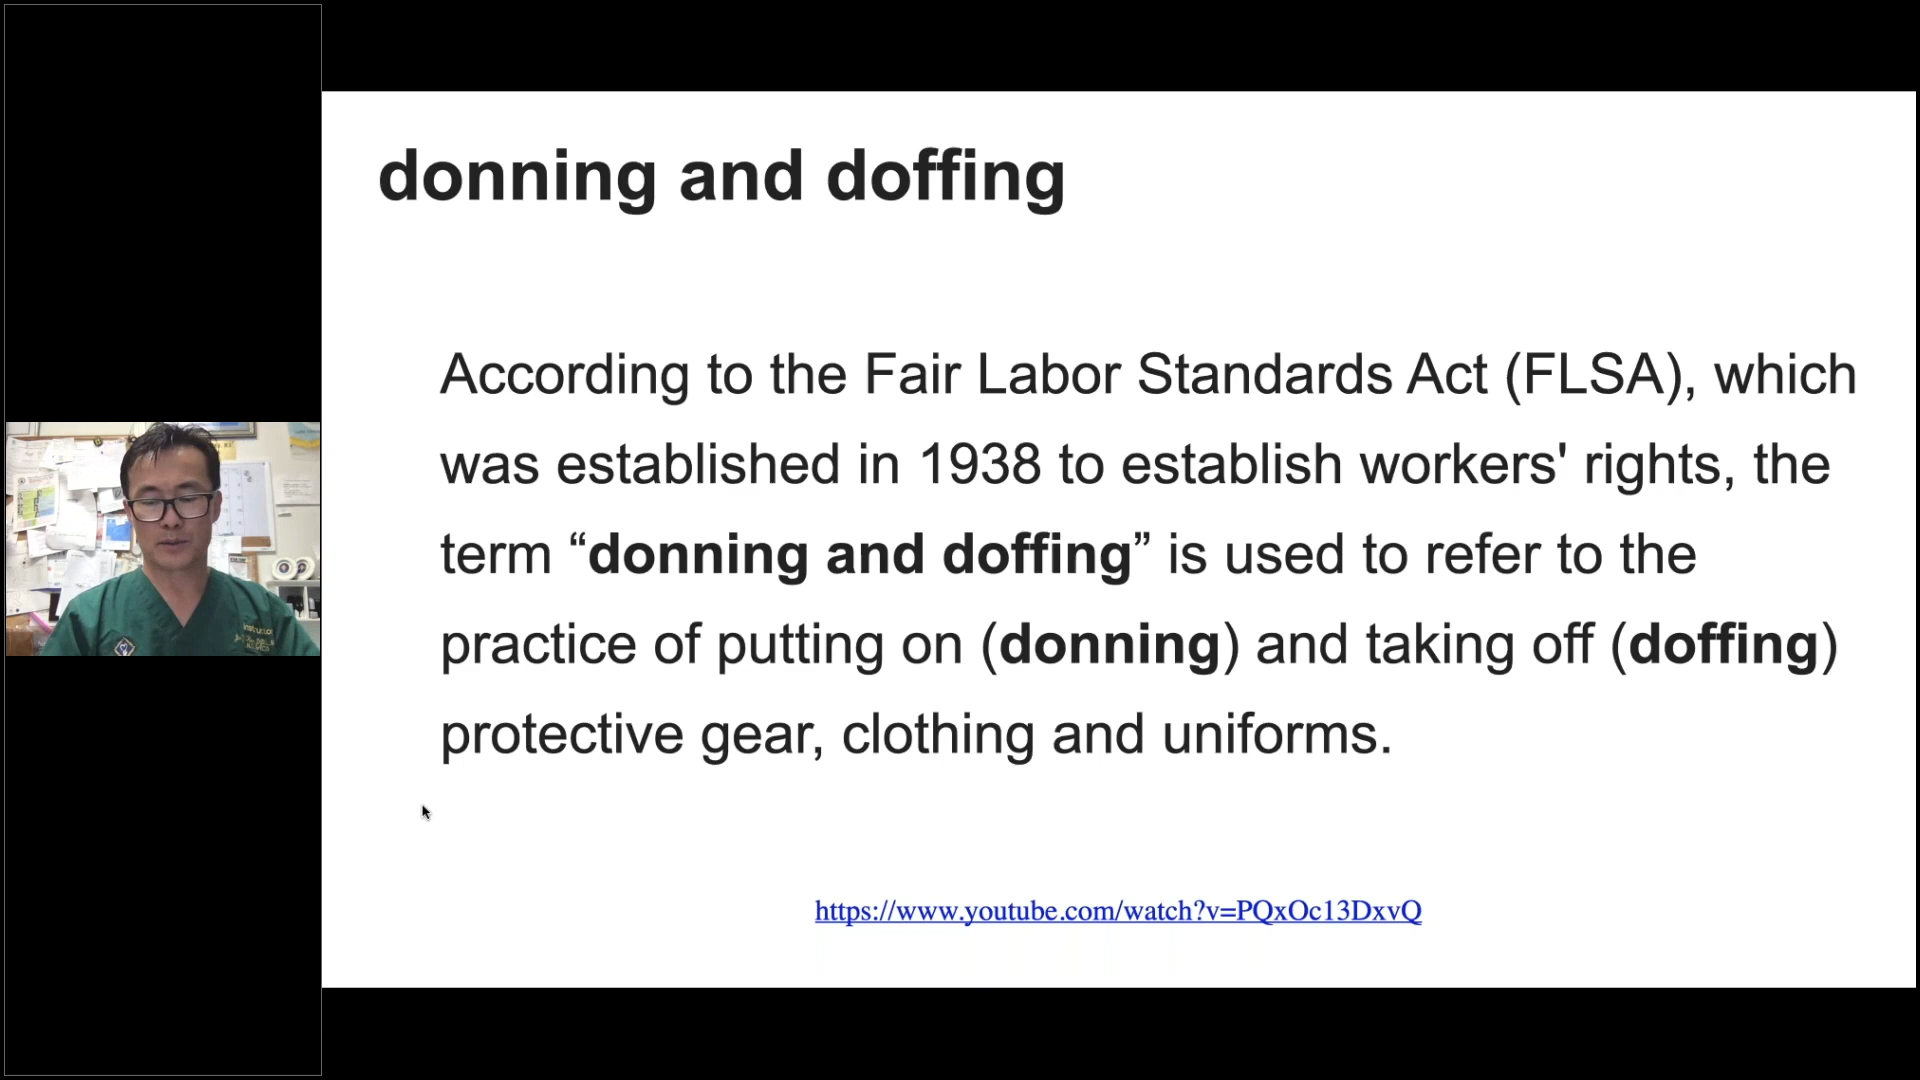 donning and doffing
According to the Fair Labor Standards Act (FLSA), which
was established in 1938 to establish workers' rights, the
term “donning and doffing” is used to refer to the
practice of putting on (donning) and taking off (doffing)
protective gear, clothing and uniforms.
https://www.youtube.com/watch?v=PQxOc13DxvQ